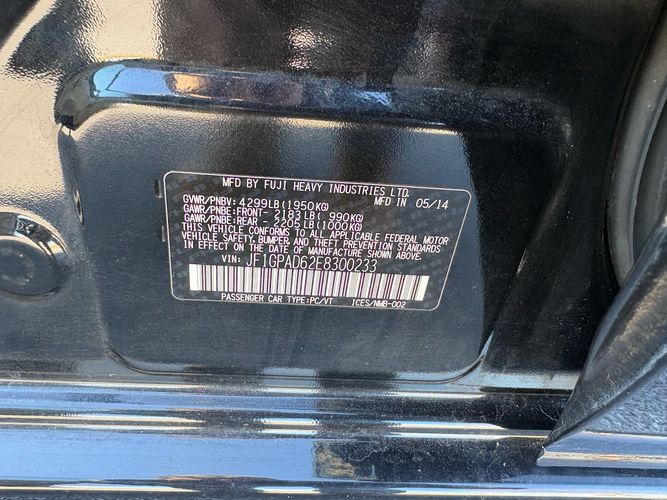 MFD BY FUJI HEAVY INDUSTRIES LTD.
GVWR/PNBV: 4299LB(1950KG) MFD IN 05/14
GAWR/PNBE:FRONT- 2183LB( 990KG)
GAWR/PNBE:REAR - 2205LB(1000KG)
THIS VEHICLE CONFORMS TO ALL APPLICABLE FEDERAL MOTOR
VEHICLE SAFETY, BUMPER, AND THEFT PREVENTION STANDARDS
IN EFFECT ON THE DATE OF MANUFACTURE SHOWN ABOVE.
VIN: JF1GPAD62E8300233
PASSENGER CAR TYPE:PC/VT ICES/NMB-002